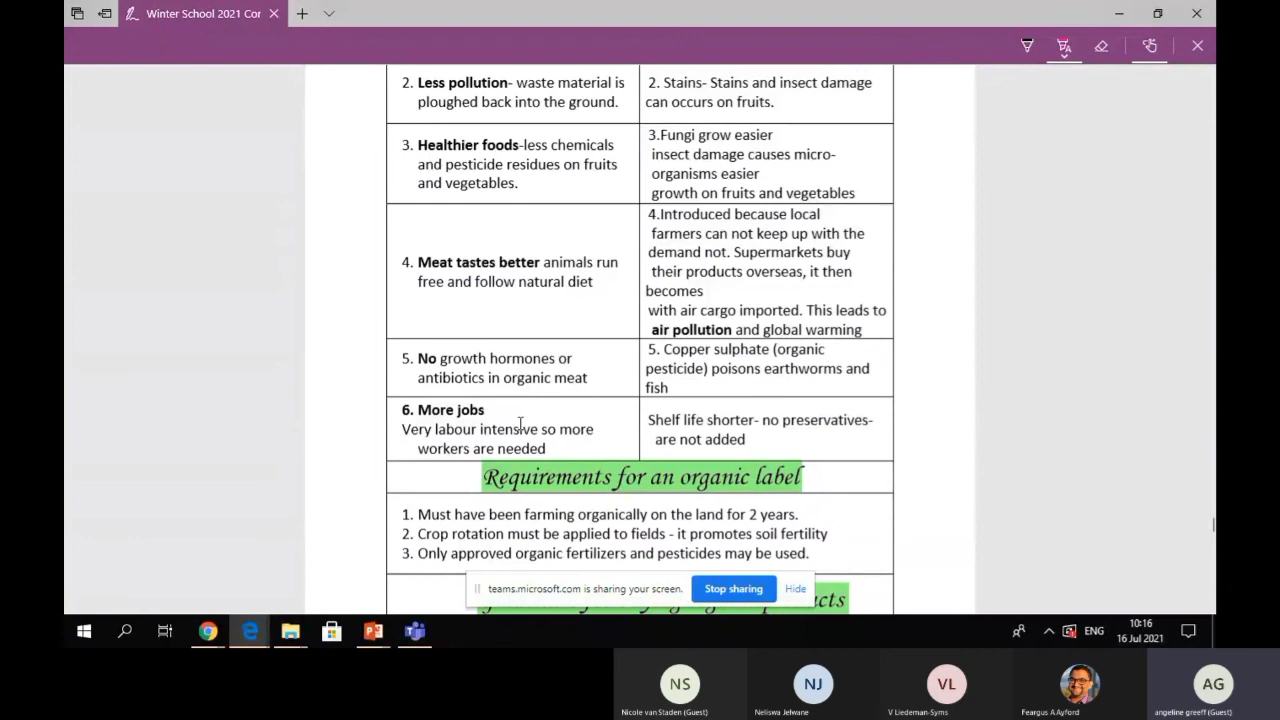 Winter School 2021 Cor
2. Less pollution- waste material is
ploughed back into the ground.
2. Stains- Stains and insect damage
can occurs on fruits.
3. Healthier foods-less chemicals
and pesticide residues on fruits
and vegetables.
3.Fungi grow easier
insect damage causes micro-
organisms easier
growth on fruits and vegetables
4. Meat tastes better animals run
free and follow natural diet
4.Introduced because local
farmers can not keep up with the
demand not. Supermarkets buy
their products overseas, it then
becomes
with air cargo imported. This leads to
air pollution and global warming
5. No growth hormones or
antibiotics in organic meat
5. Copper sulphate (organic
pesticide) poisons earthworms and
fish
6. More jobs
Very labour intensive so more
workers are needed
Shelf life shorter- no preservatives-
are not added
Requirements for an organic label
1. Must have been farming organically on the land for 2 years.
2. Crop rotation must be applied to fields - it promotes soil fertility
3. Only approved organic fertilizers and pesticides may be used.
teams.microsoft.com is sharing your screen. Stop sharing Hide
ENG
10:16
16 Jul 2021
NS
NJ
VL
AG
Nicole van Staden (Guest)
Neliswa Jelwane
V Liedeman-Syms
Feargus A Ayford
angeline greeff (Guest)